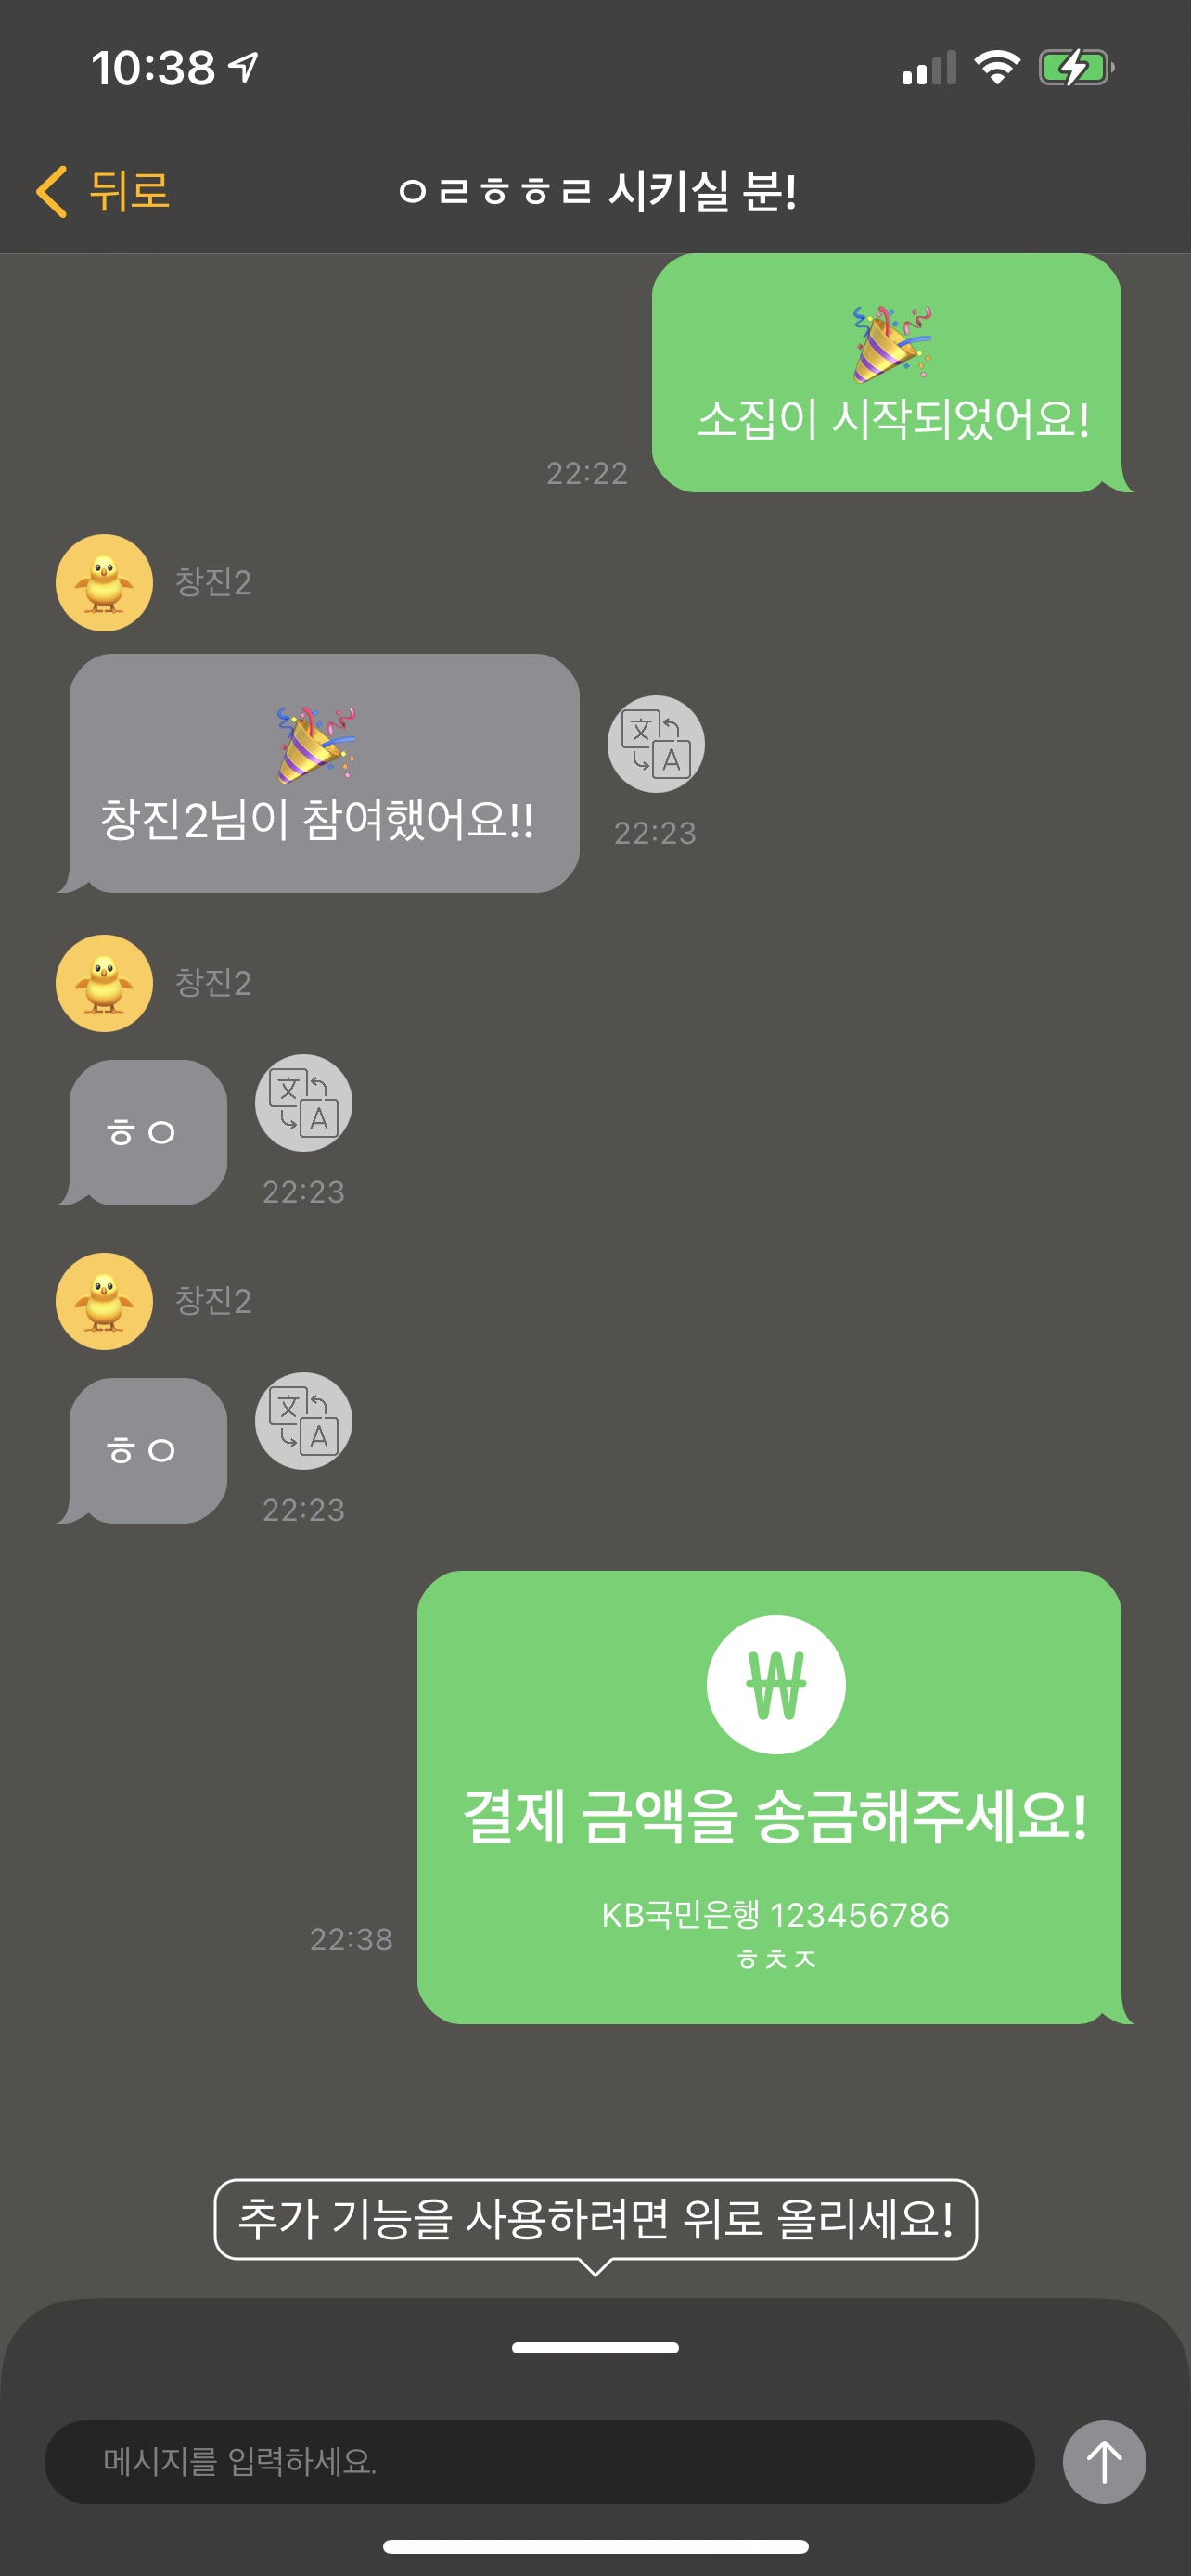 10:38
뒤로
ㅇㄹㅎㅎㄹ 시키실 분!
소집이 시작되었어요!
22:22
창진2
창진2님이 참여했어요!!
文
A
22:23
창진2
ㅎㅇ
文
A
22:23
창진2
ㅎㅇ
文
A
22:23
₩
결제 금액을 송금해주세요!
KB국민은행 123456786
ㅎㅊㅈ
22:38
추가 기능을 사용하려면 위로 올리세요!
메시지를 입력하세요.